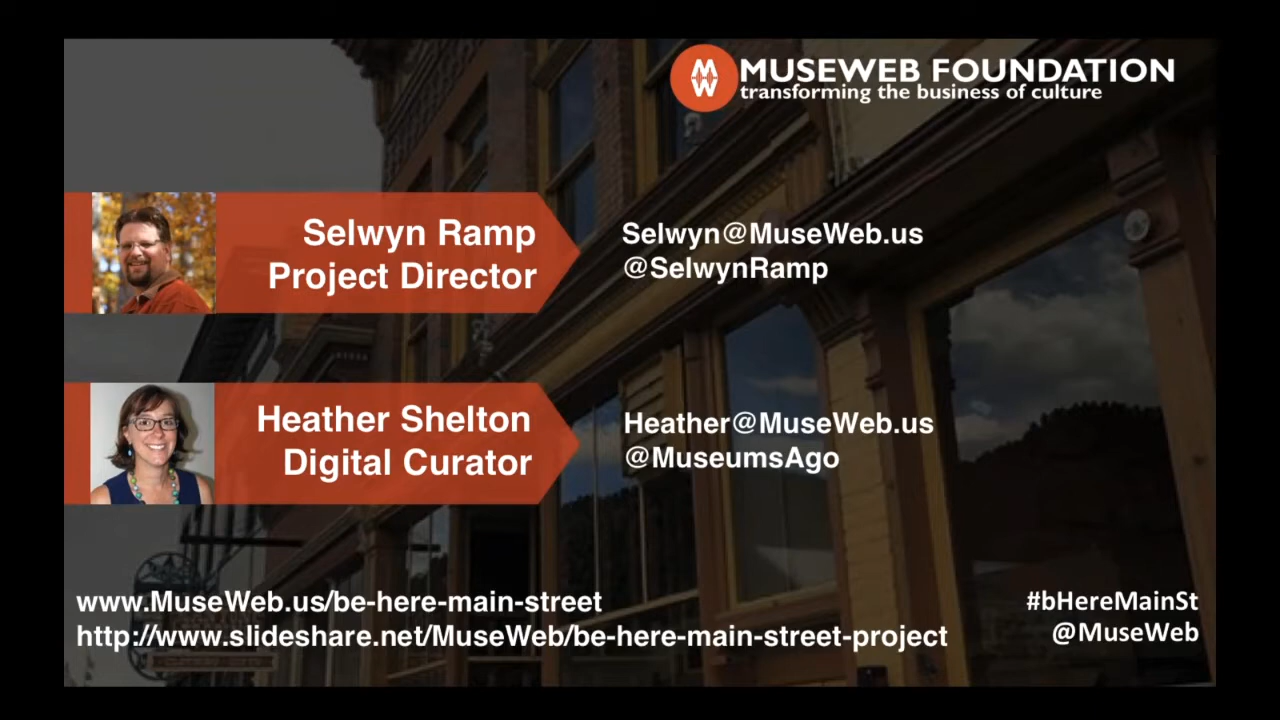 MW
MUSEWEB FOUNDATION
transforming the business of culture
Selwyn Ramp
Project Director
Selwyn@MuseWeb.us
@SelwynRamp
Heather Shelton
Digital Curator
Heather@MuseWeb.us
@MuseumsAgo
www.MuseWeb.us/be-here-main-street
http://www.slideshare.net/MuseWeb/be-here-main-street-project
#bHereMainSt
@MuseWeb